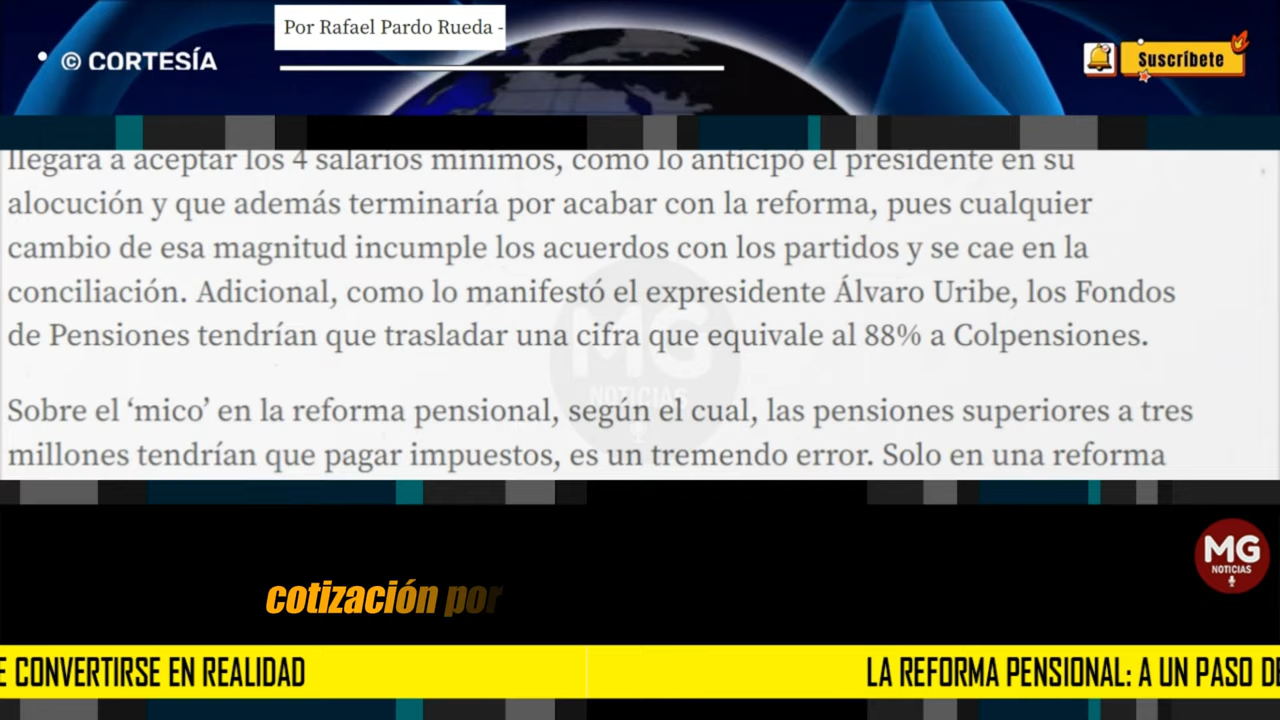 Por Rafael Pardo Rueda -
© CORTESÍA
Suscríbete
llegara a aceptar los 4 salarios mínimos, como lo anticipó el presidente en su
alocución y que además terminaría por acabar con la reforma, pues cualquier
cambio de esa magnitud incumple los acuerdos con los partidos y se cae en la
conciliación. Adicional, como lo manifestó el expresidente Álvaro Uribe, los Fondos
de Pensiones tendrían que trasladar una cifra que equivale al 88% a Colpensiones.
MG
NOTICIAS
Sobre el ‘mico’ en la reforma pensional, según el cual, las pensiones superiores a tres
millones tendrían que pagar impuestos, es un tremendo error. Solo en una reforma
MG
NOTICIAS
cotización por
E CONVERTIRSE EN REALIDAD
LA REFORMA PENSIONAL: A UN PASO DE